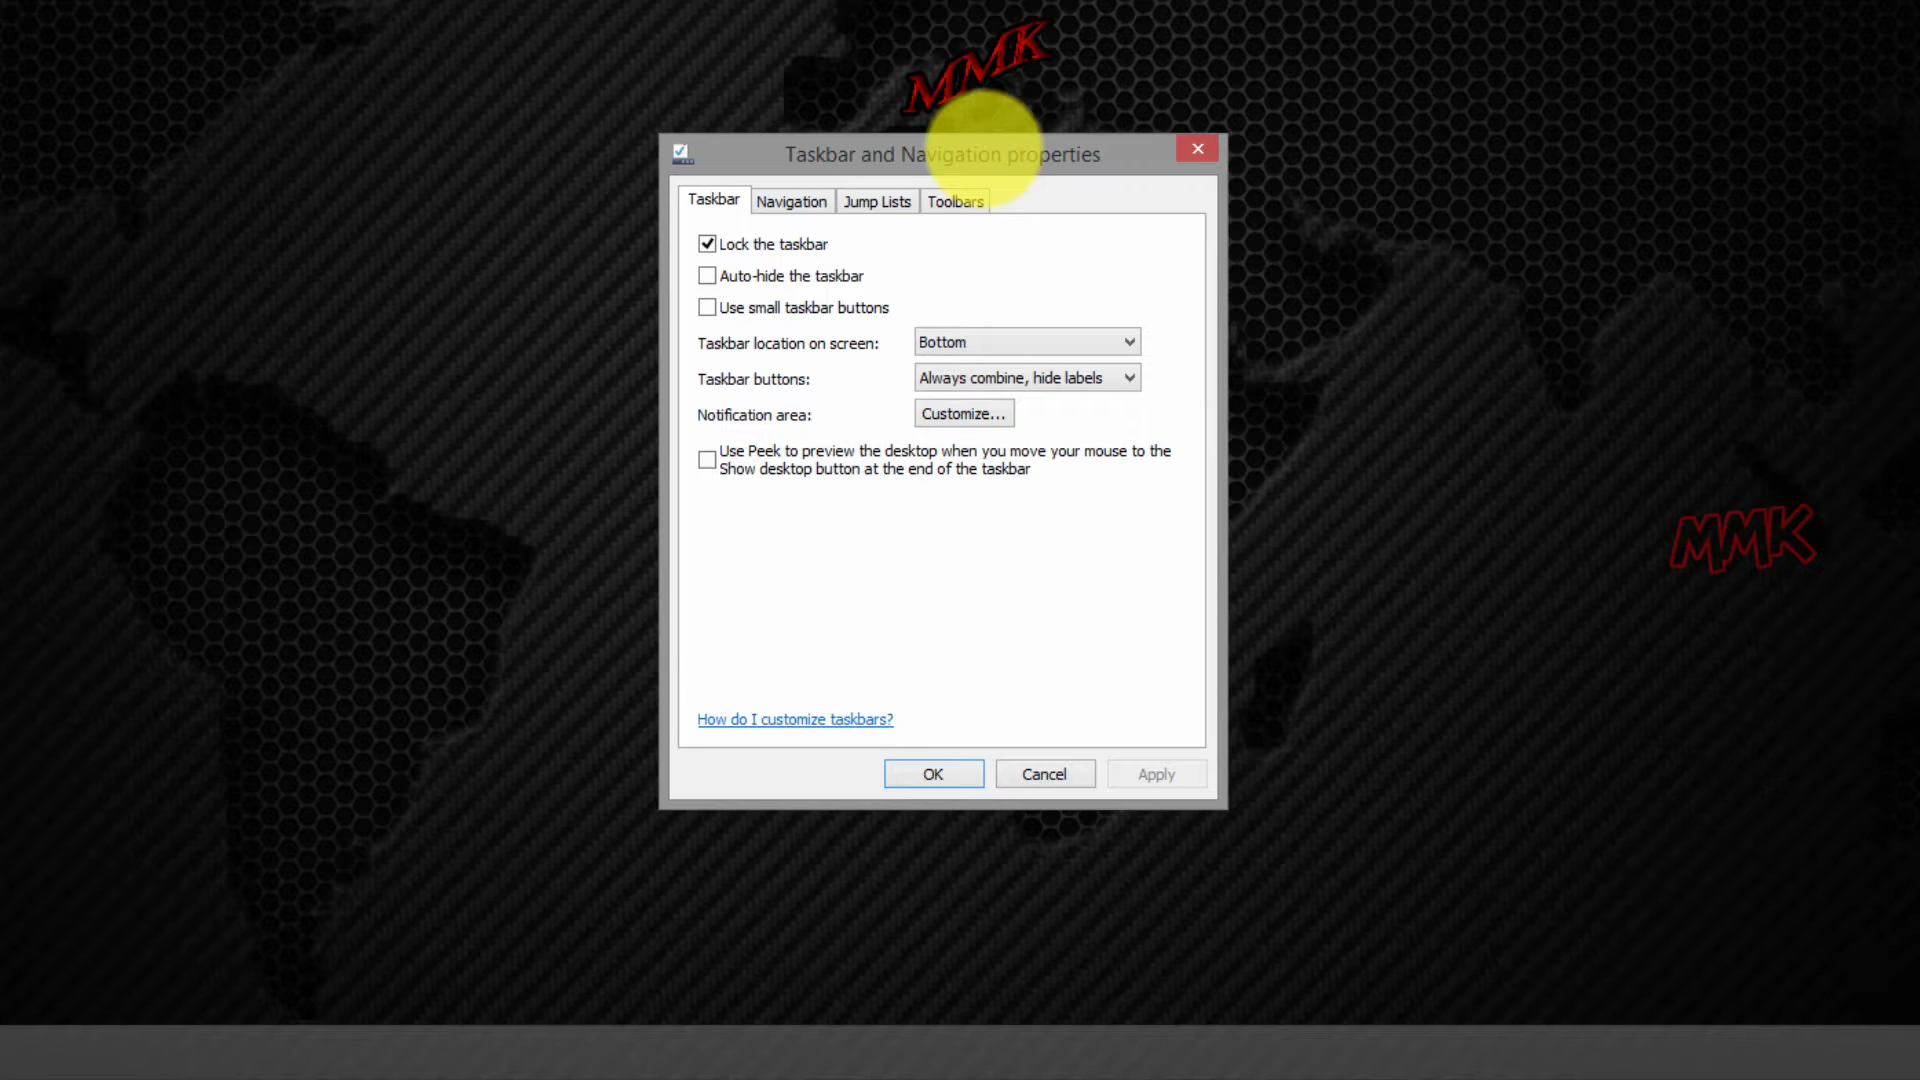 MMK
Taskbar and Navigation properties
Taskbar
Navigation
Jump Lists
Toolbars
Lock the taskbar
Auto-hide the taskbar
Use small taskbar buttons
Taskbar location on screen:
Bottom
Taskbar buttons:
Always combine, hide labels
Notification area:
Customize...
Use Peek to preview the desktop when you move your mouse to the
Show desktop button at the end of the taskbar
MMK
How do I customize taskbars?
OK
Cancel
Apply